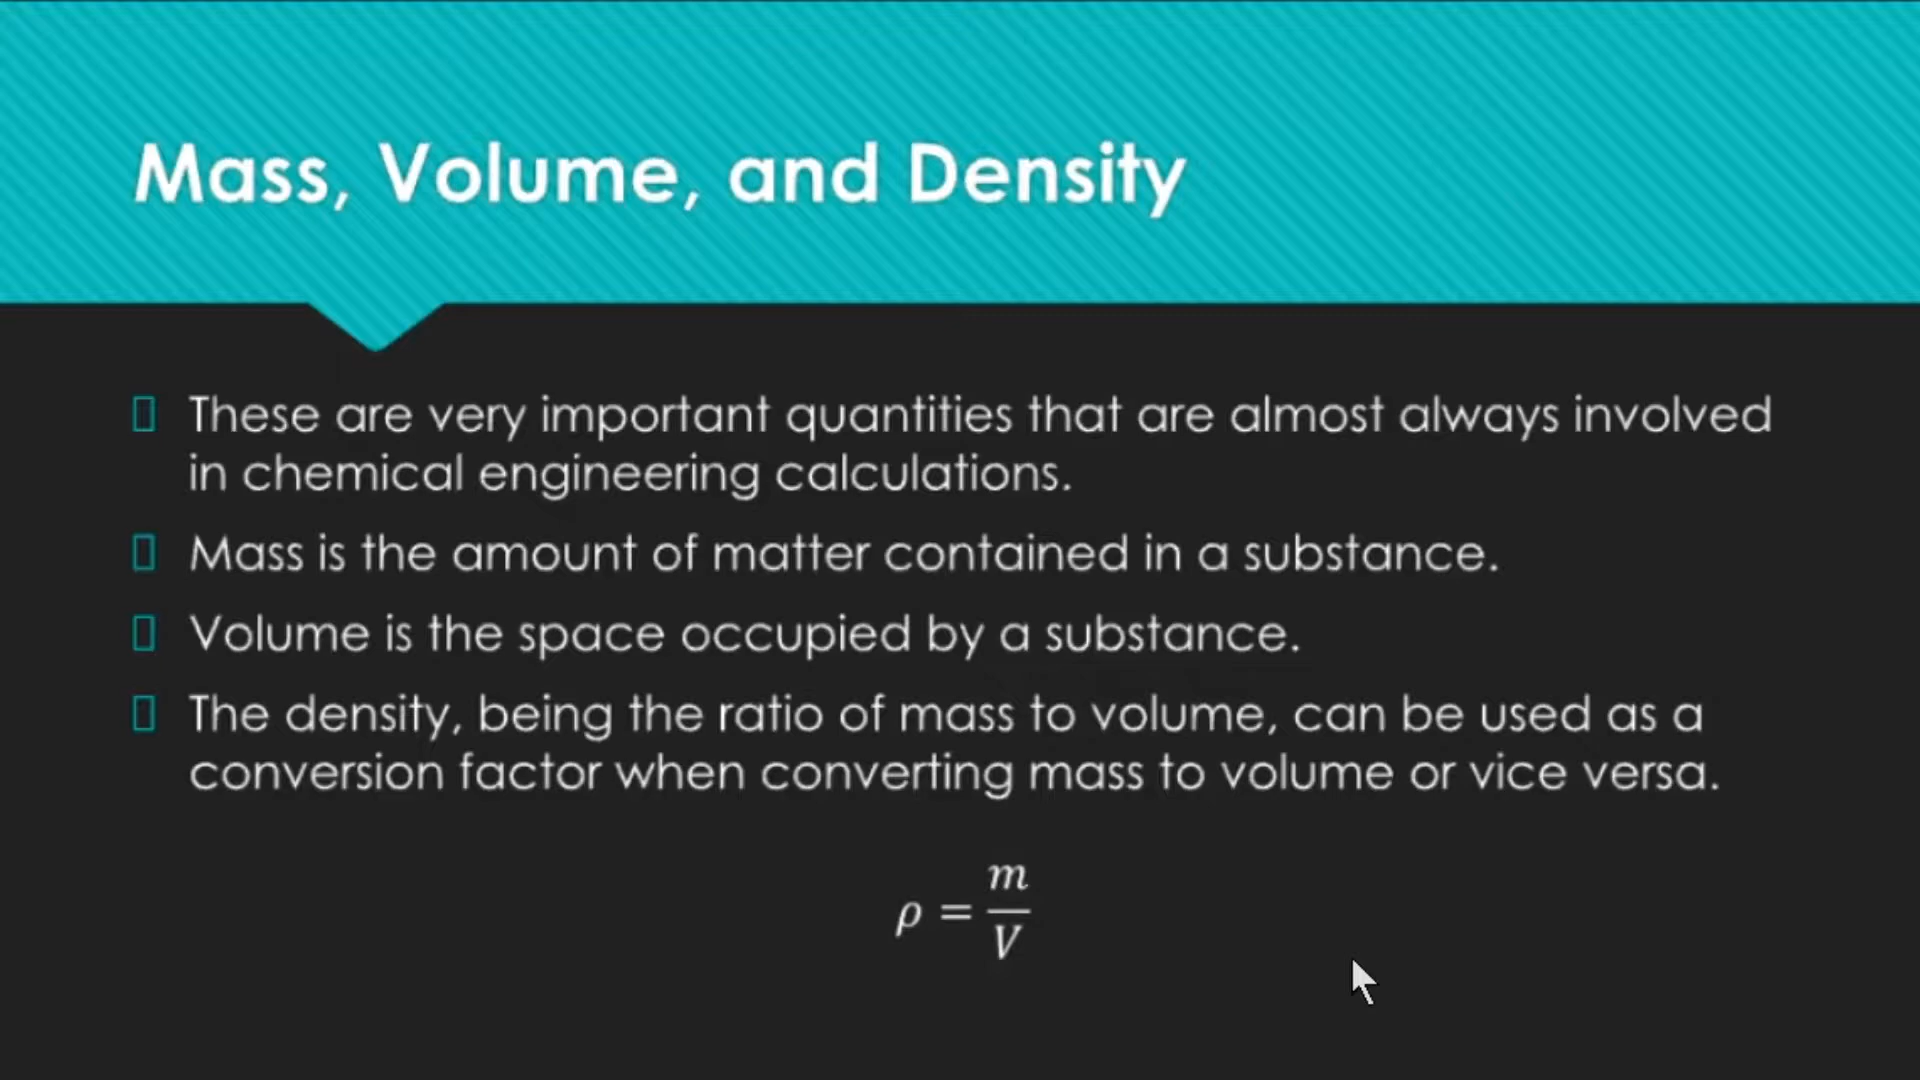 Mass, Volume, and Density
These are very important quantities that are almost always involved
in chemical engineering calculations.
Mass is the amount of matter contained in a substance.
Volume is the space occupied by a substance.
The density, being the ratio of mass to volume, can be used as a
conversion factor when converting mass to volume or vice versa.
ρ = m/V